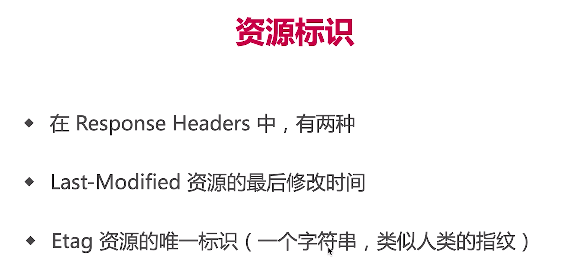 资源标识
在 Response Headers 中，有两种
Last-Modified 资源的最后修改时间
Etag 资源的唯一标识（一个字符串，类似人类的指纹）